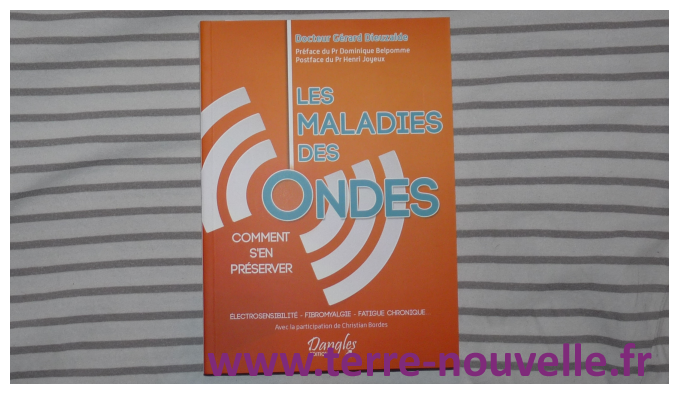 Docteur Gérard Dieuzaide
Préface du Pr Dominique Belpomme
Postface du Pr Henri Joyeux
LES
MALADIES
DES
ONDES
COMMENT
S'EN
PRÉSERVER
ÉLECTROSENSIBILITÉ - FIBROMYALGIE - FATIGUE CHRONIQUE
Avec la participation de Christian Bordes
Dangles
www.terre-nouvelle.fr